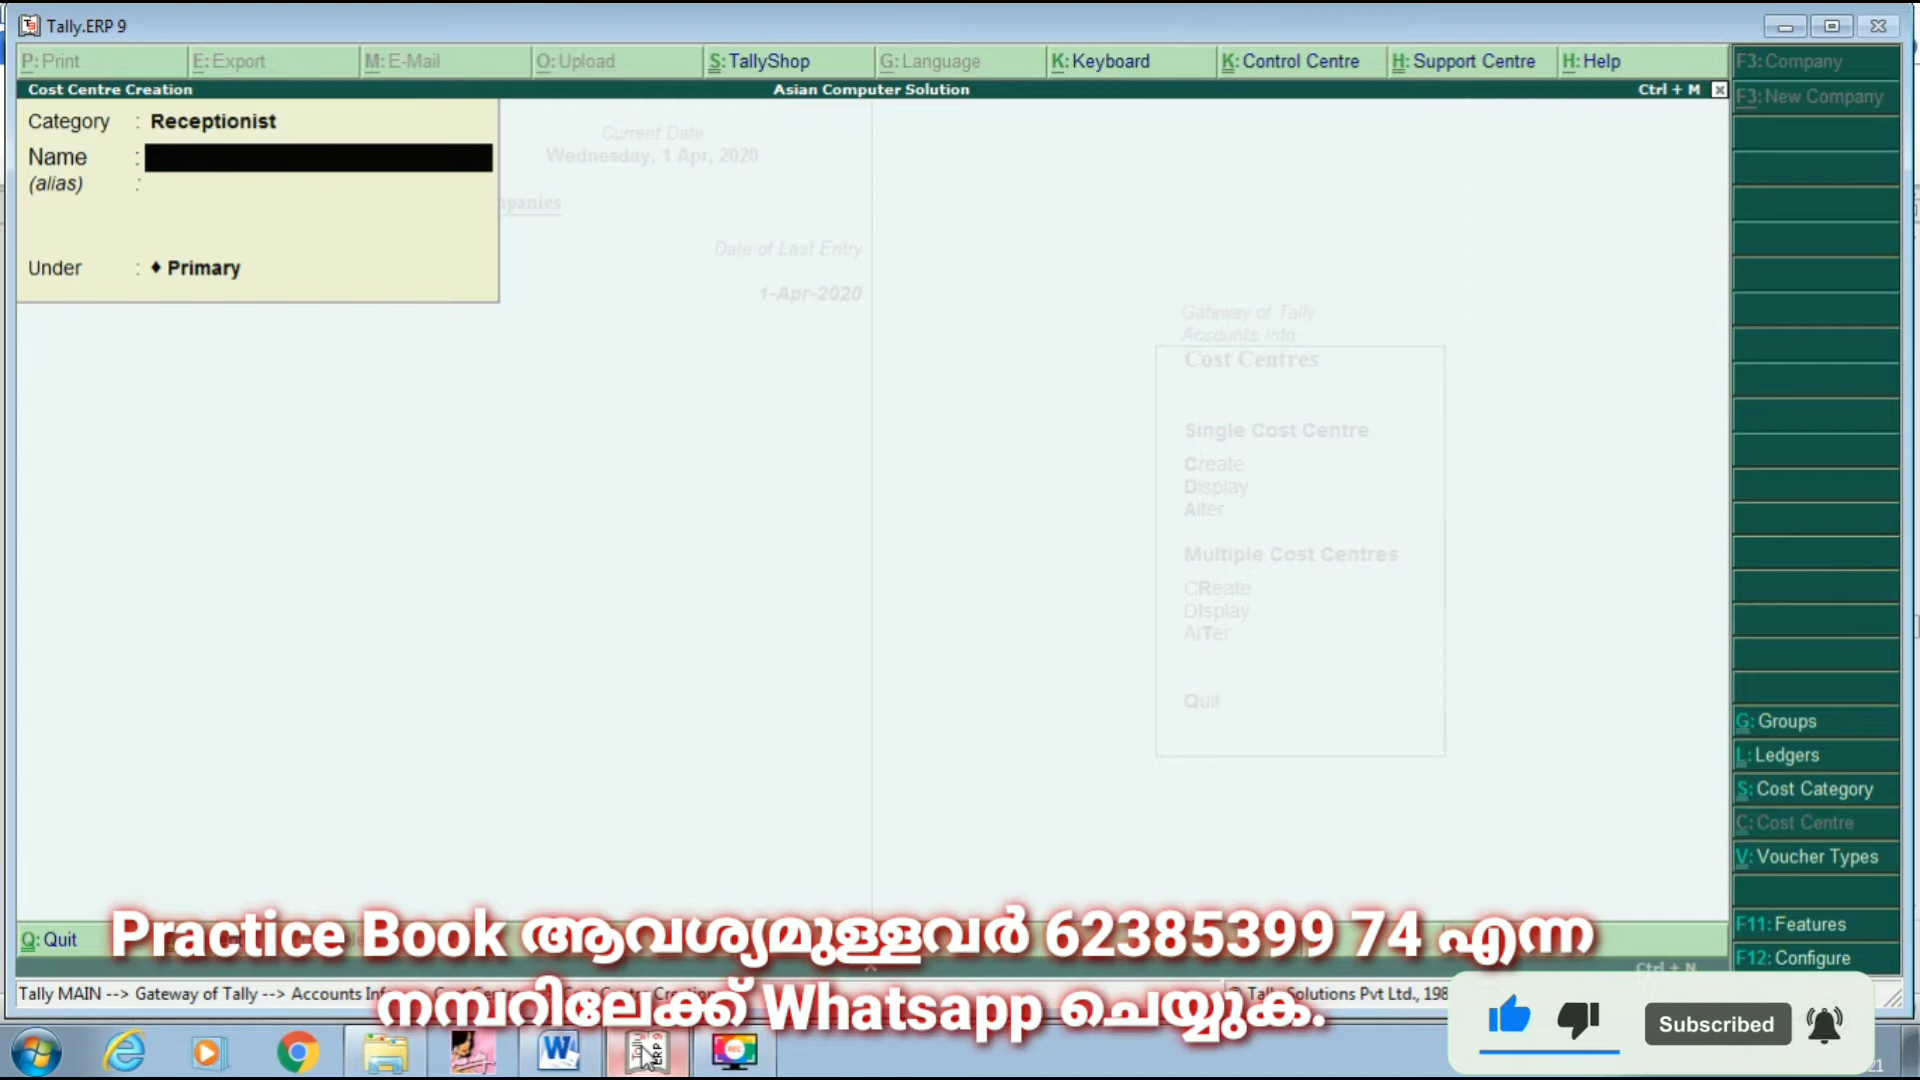 Tally.ERP 9
P: Print E: Export M: E-Mail O: Upload S: TallyShop G: Language K: Keyboard K: Control Centre H: Support Centre H: Help
F3: Company
Cost Centre Creation Asian Computer Solution Ctrl + M
F3: New Company
Category : Receptionist
Name :
(alias) :
Under : ♦ Primary
Current Date
Wednesday, 1 Apr, 2020
Date of Last Entry
1-Apr-2020
Gateway of Tally
Accounts Info
Cost Centres
Single Cost Centre
Create
Display
Alter
Multiple Cost Centres
CReate
DIsplay
AlTer
Quit
G: Groups
L: Ledgers
S: Cost Category
C: Cost Centre
V: Voucher Types
F11: Features
F12: Configure
Q: Quit
Practice Book ആവശ്യമുള്ളവർ 62385399 74 എന്ന
നമ്പറിലേക്ക് Whatsapp ചെയ്യുക.
Ctrl + N
Tally MAIN --> Gateway of Tally --> Accounts
Subscribed